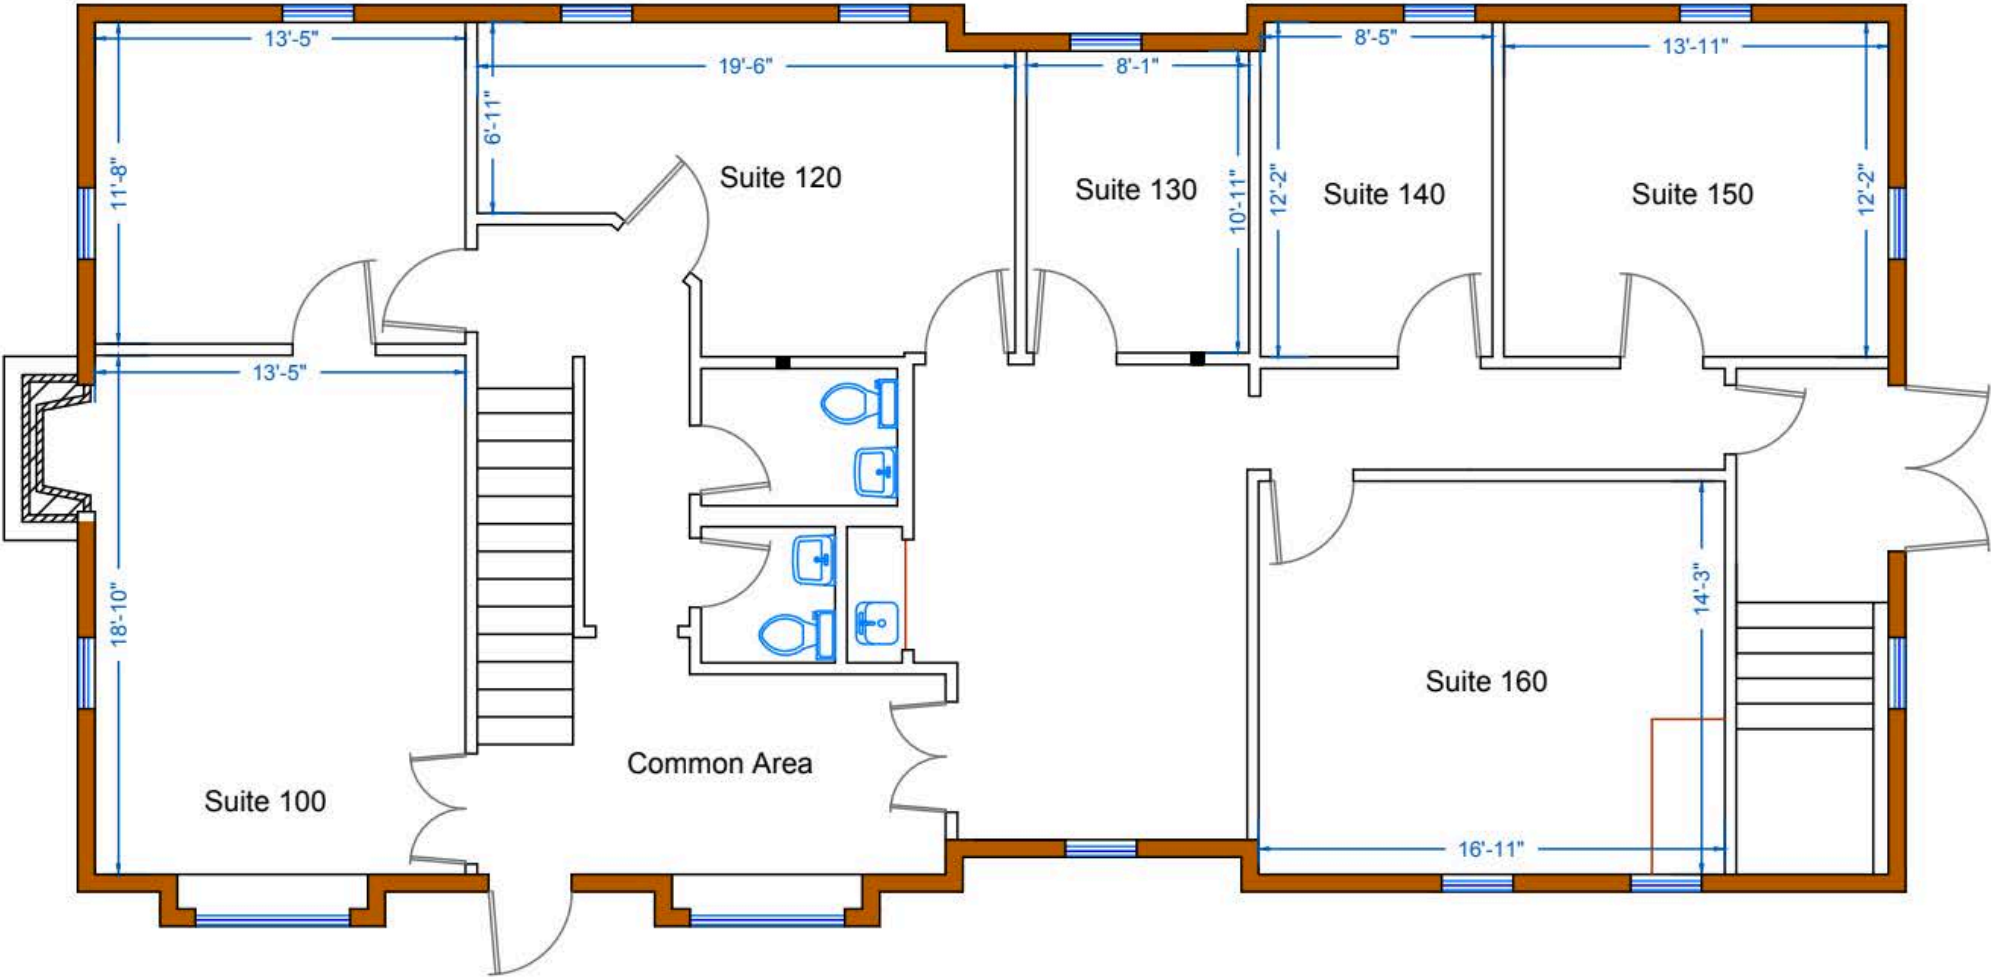 13'-5"
8'-5"
13'-11"
19'-6"
8'-1"
6'-11"
11'-8"
Suite 120
Suite 130
10'-11"
12'-2"
Suite 140
Suite 150
12'-2"
13'-5"
18'-10"
14'-3"
Suite 160
Common Area
Suite 100
16'-11"